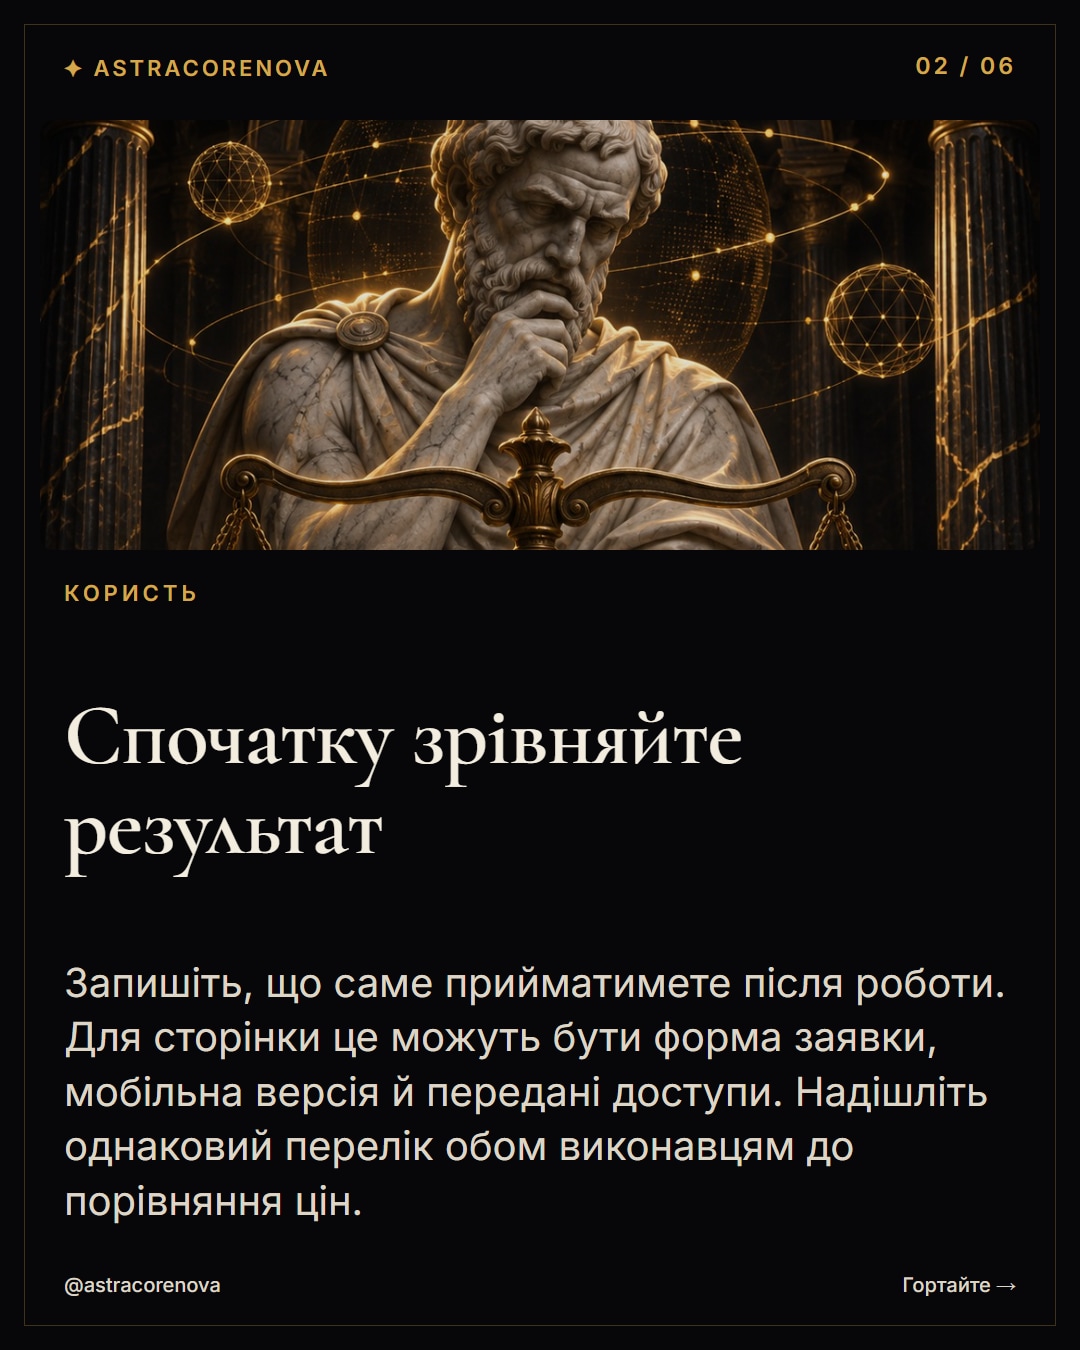 ✦ ASTRACORENOVA
02 / 06
КОРИСТЬ
Спочатку зрівняйте
результат
Запишіть, що саме прийматимете після роботи.
Для сторінки це можуть бути форма заявки,
мобільна версія й передані доступи. Надішліть
однаковий перелік обом виконавцям до
порівняння цін.
@astracorenova
Гортайте →